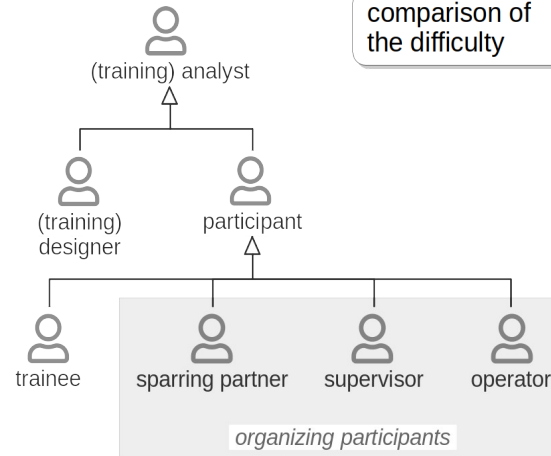 comparison of
the difficulty
(training) analyst
(training)
designer
participant
trainee
sparring partner
supervisor
operator
organizing participants